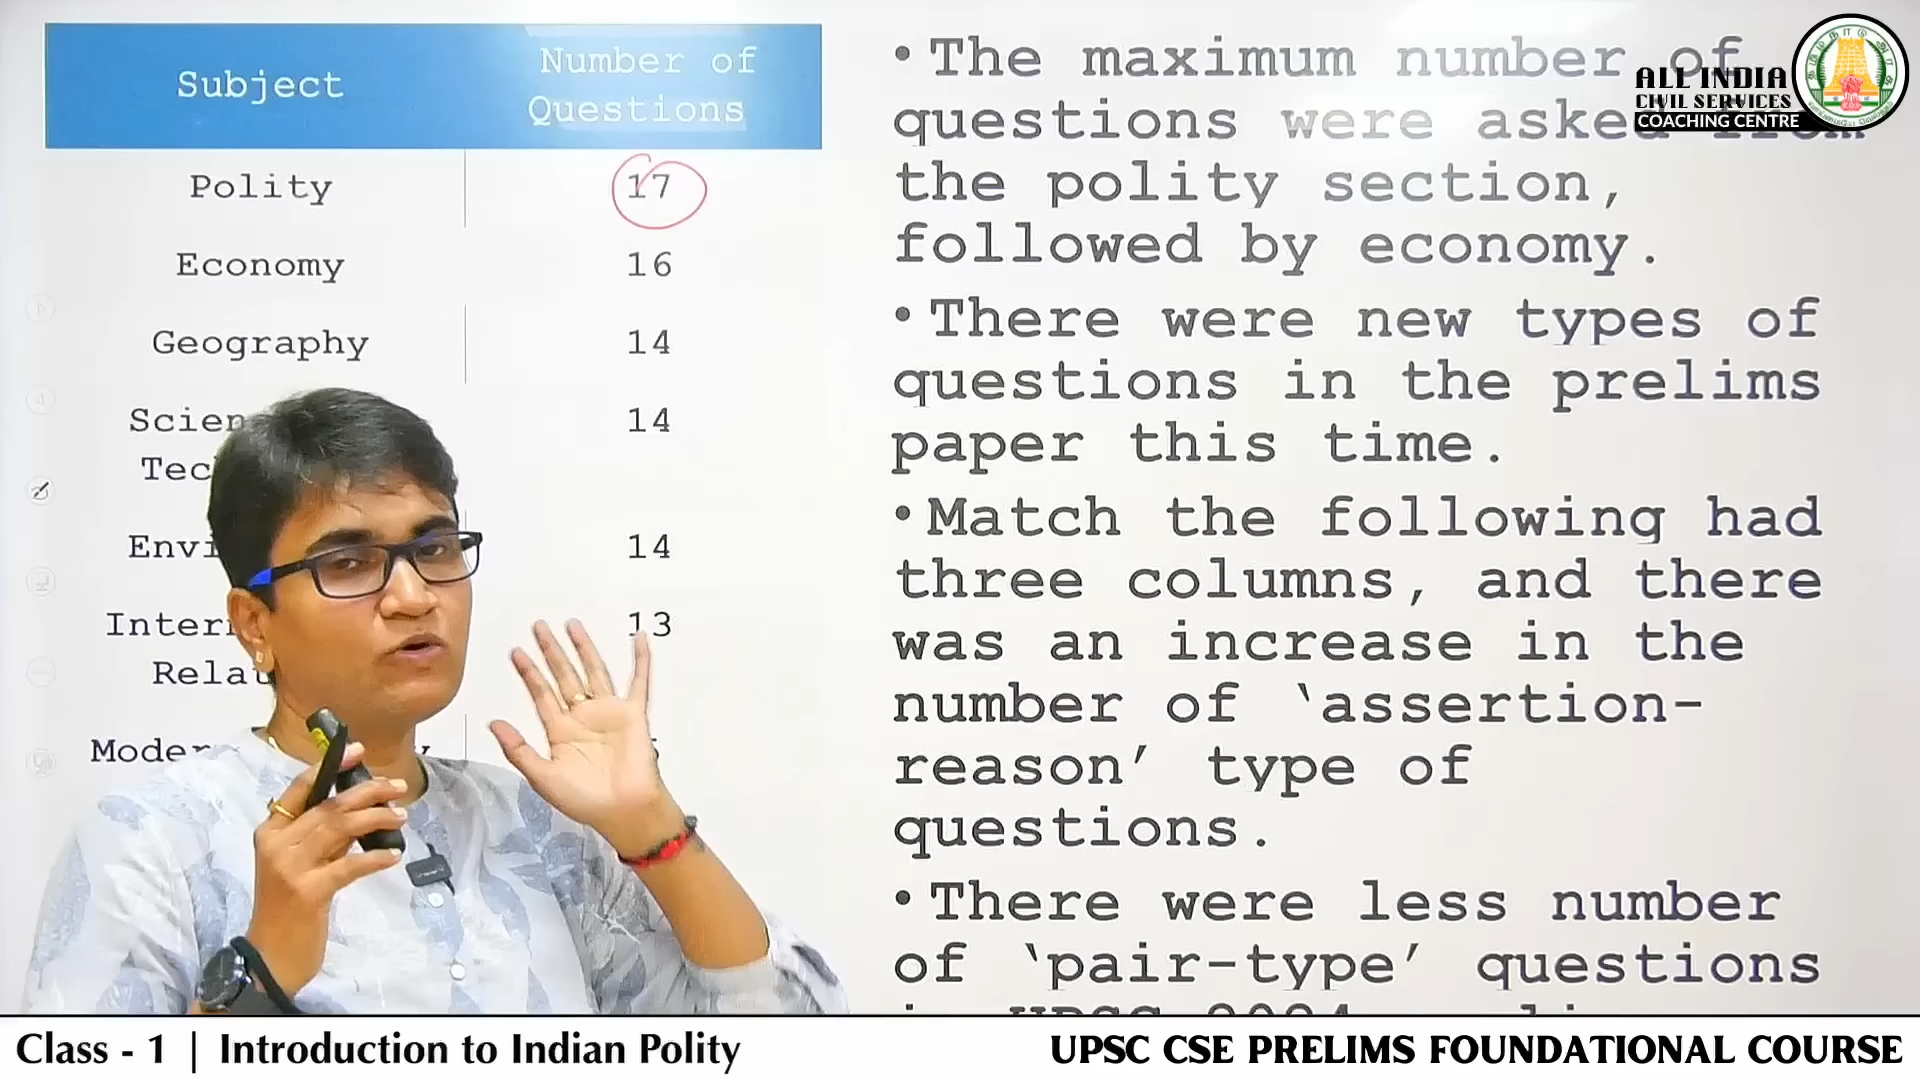 Subject
Number of
Questions
Polity
17
Economy
16
Geography
14
14
14
13
• The maximum number of
questions were asked from
the polity section,
followed by economy.
• There were new types of
questions in the prelims
paper this time.
• Match the following had
three columns, and there
was an increase in the
number of ‘assertion-
reason’ type of
questions.
• There were less number
of ‘pair-type’ questions
ALL INDIA
CIVIL SERVICES
COACHING CENTRE
Class - 1 | Introduction to Indian Polity
UPSC CSE PRELIMS FOUNDATIONAL COURSE